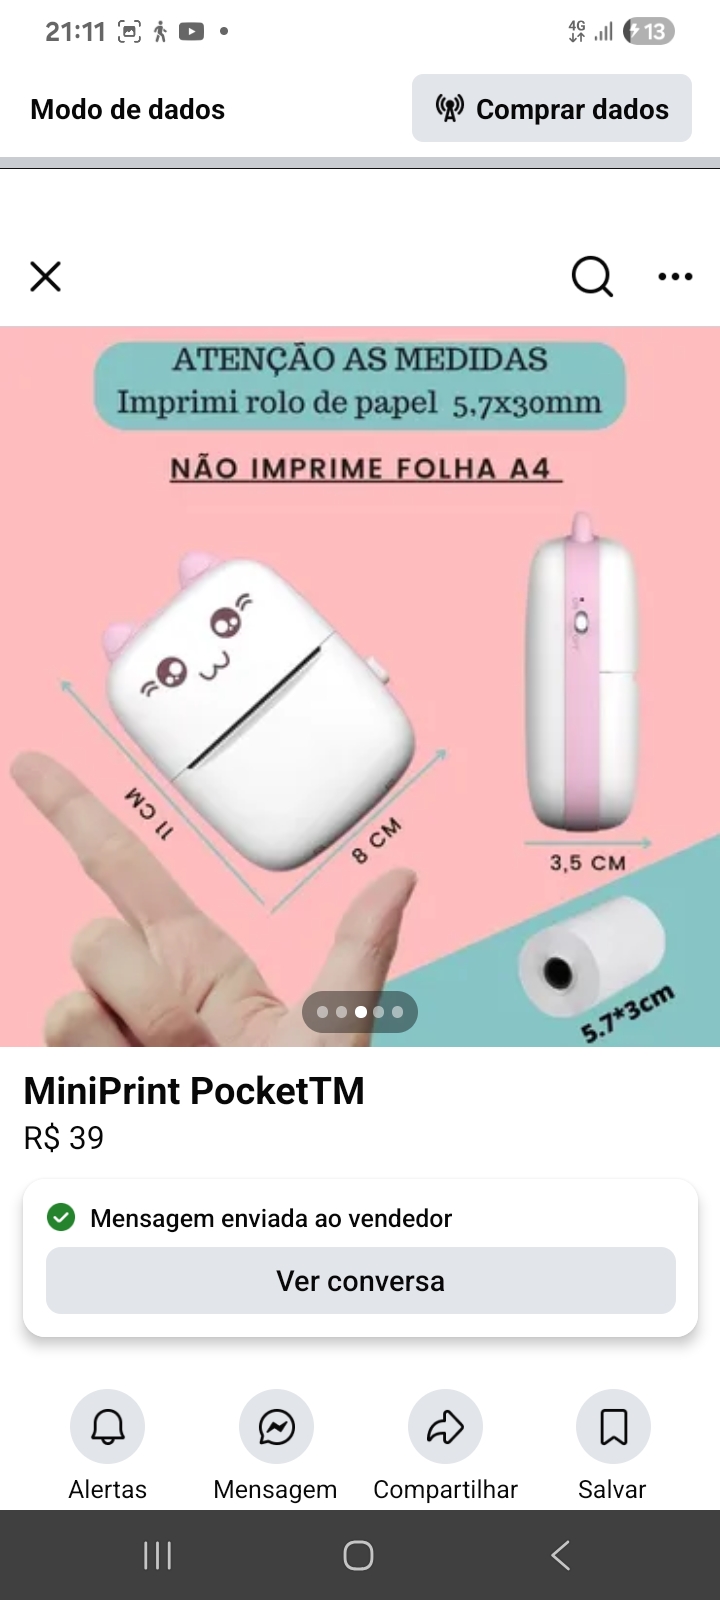 21:11
4G
13
Modo de dados
Comprar dados
ATENÇÃO AS MEDIDAS
Imprimi rolo de papel 5,7x30mm
NÃO IMPRIME FOLHA A4
11 CM
8 CM
3,5 CM
5.7*3cm
MiniPrint PocketTM
R$ 39
Mensagem enviada ao vendedor
Ver conversa
Alertas
Mensagem
Compartilhar
Salvar